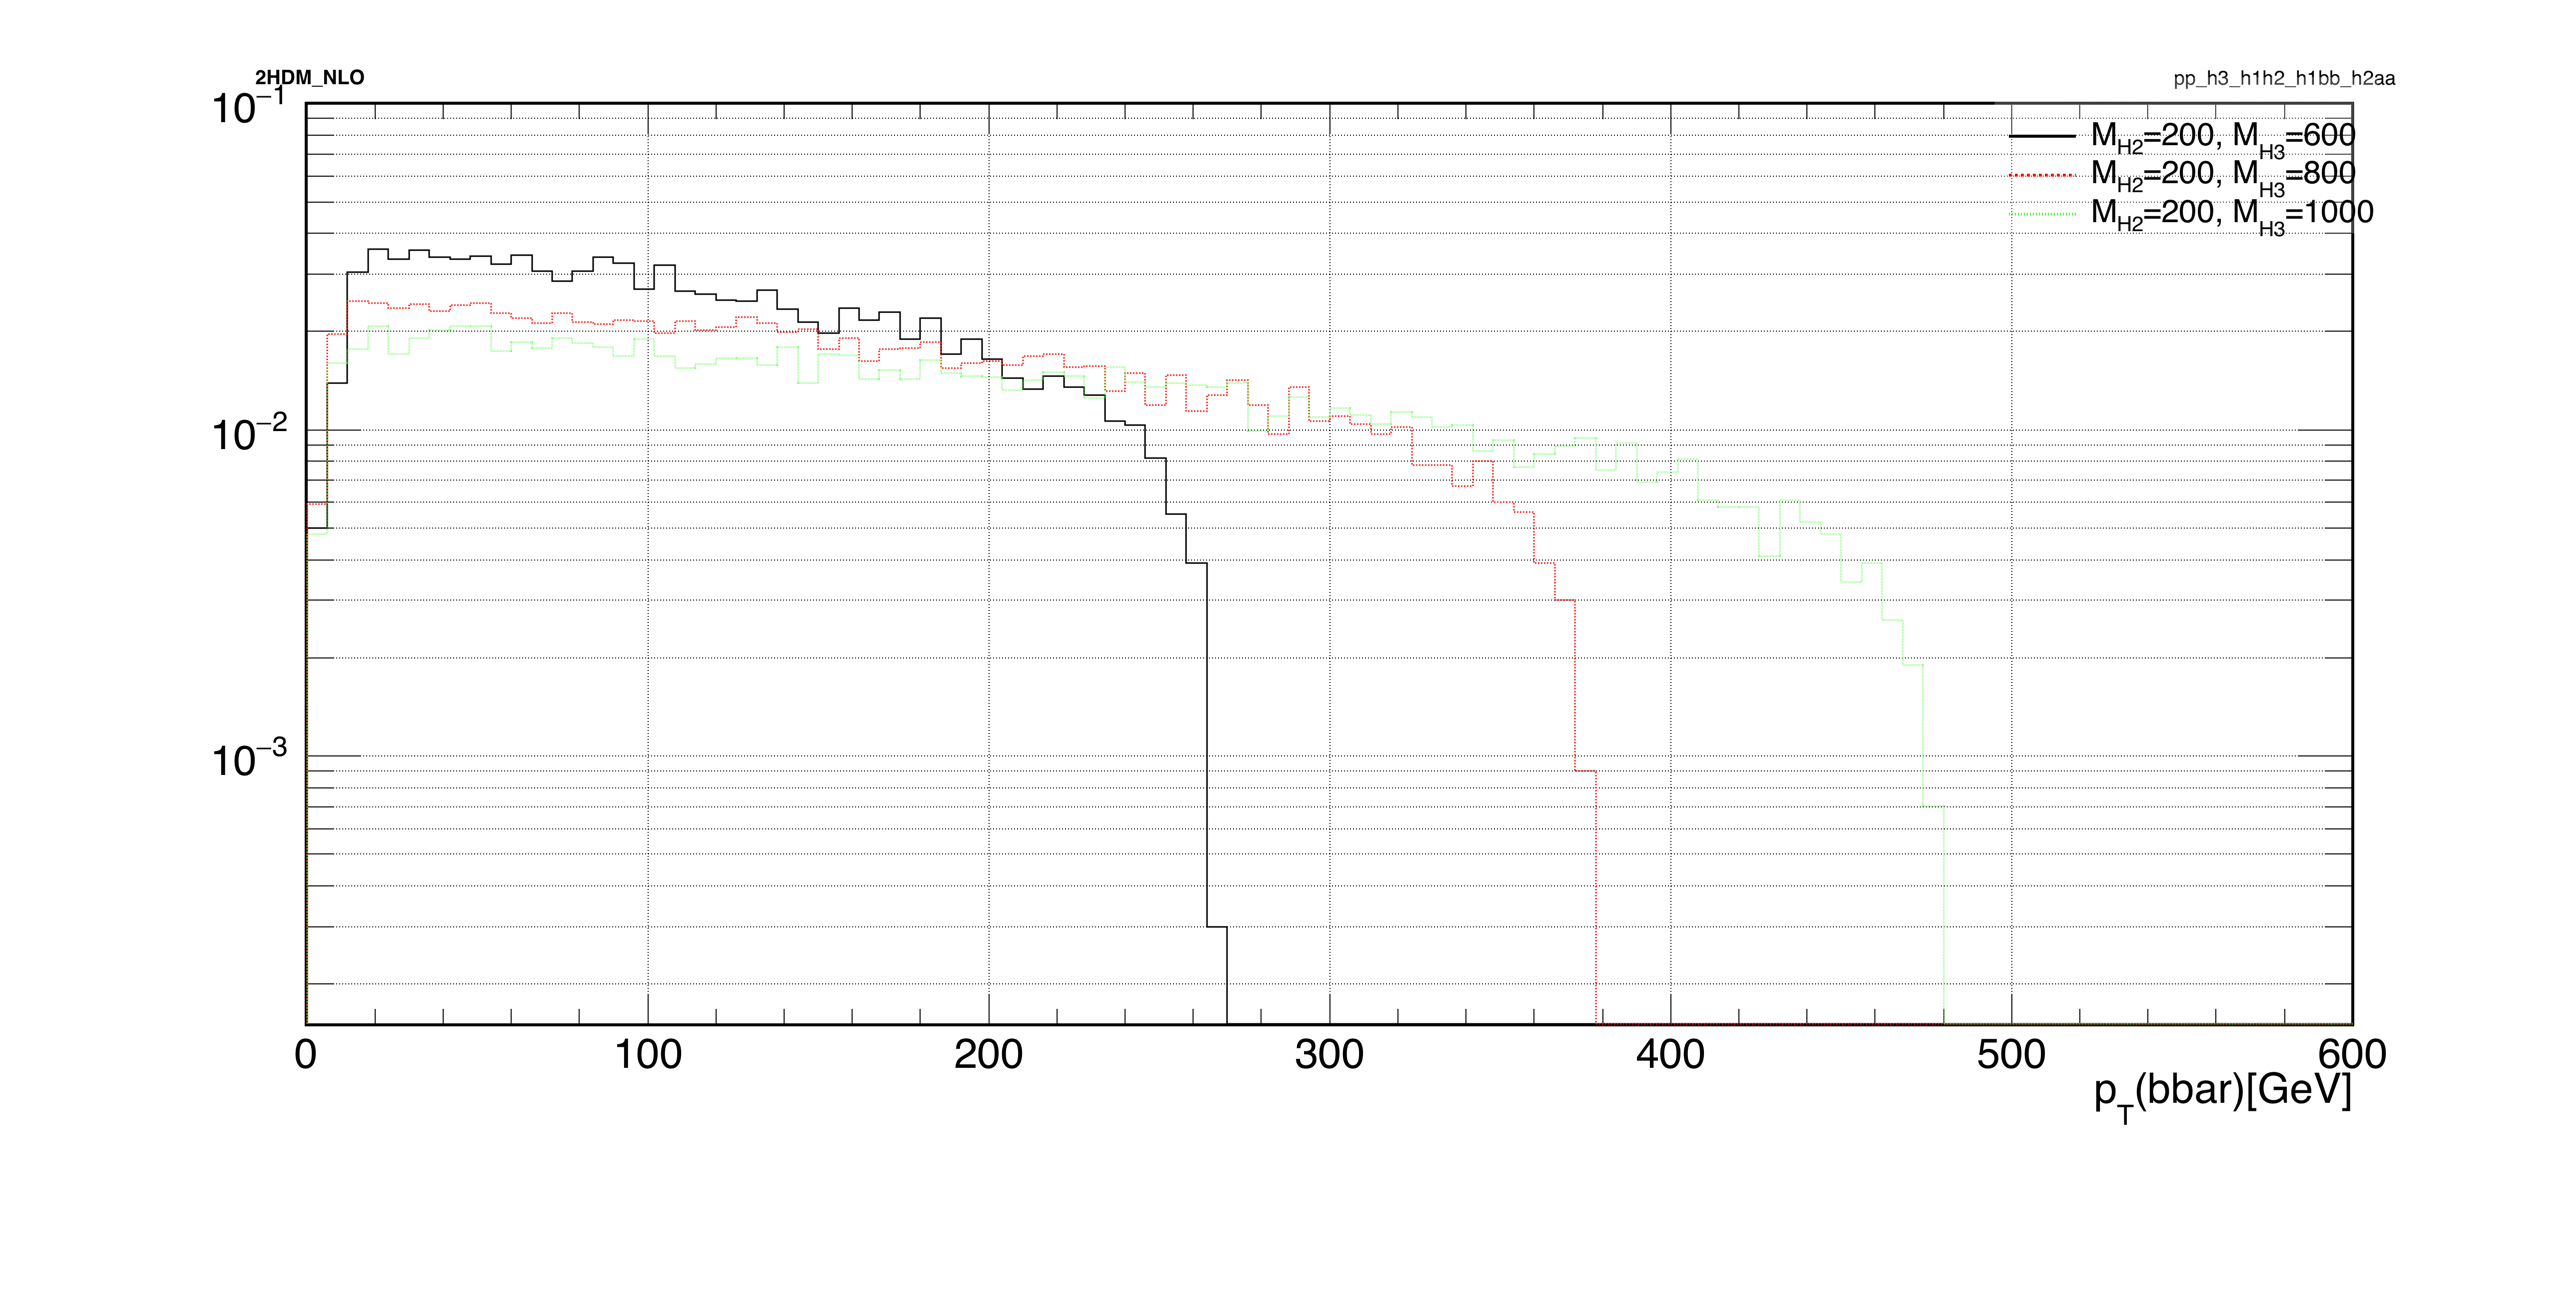 2HDM_NLO
pp_h3_h1h2_h1bb_h2aa
10−1
M_H2=200, M_H3=600
M_H2=200, M_H3=800
M_H2=200, M_H3=1000
10−2
10−3
0 100 200 300 400 500 600
p_T(bbar)[GeV]